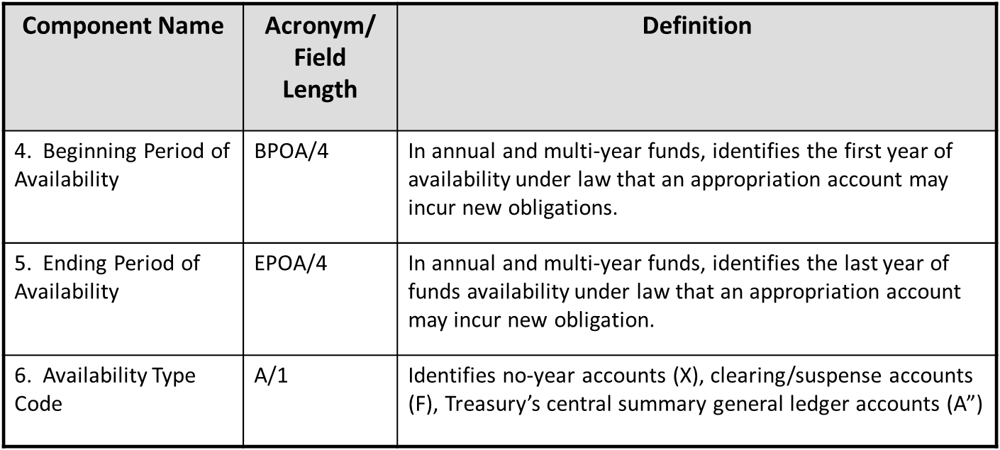 Component Name
Acronym/
Field
Length
Definition
4.  Beginning Period of
Availability
BPOA/4
In annual and multi-year funds, identifies the first year of
availability under law that an appropriation account may
incur new obligations.
5.  Ending Period of
Availability
EPOA/4
In annual and multi-year funds, identifies the last year of
funds availability under law that an appropriation account
may incur new obligation.
6.  Availability Type
Code
A/1
Identifies no-year accounts (X), clearing/suspense accounts
(F), Treasury’s central summary general ledger accounts (A”)